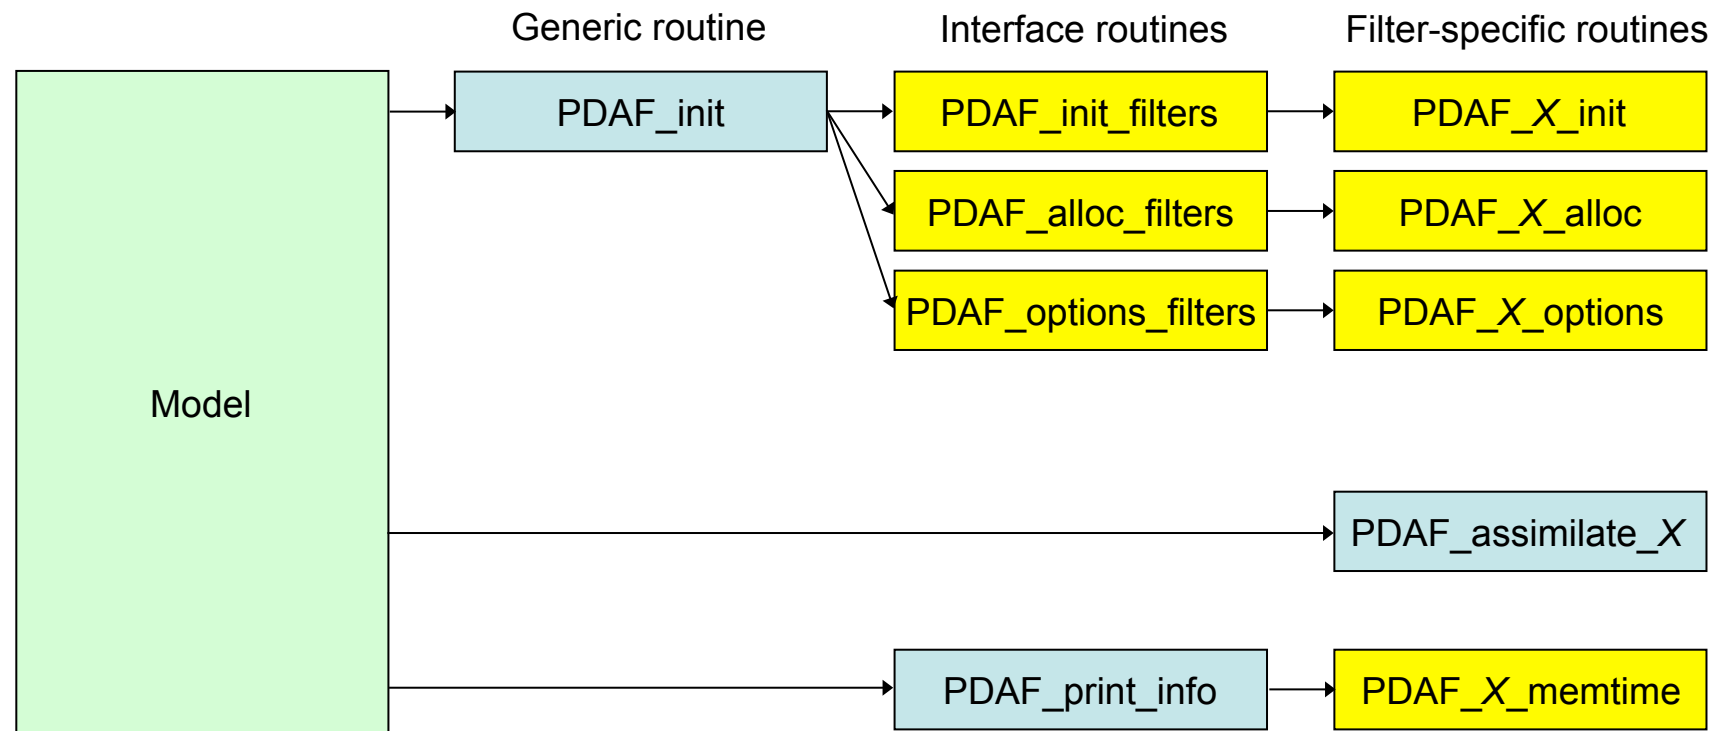 Generic routine
Interface routines
Filter-specific routines
PDAF_init
PDAF_init_filters
PDAF_X_init
PDAF_alloc_filters
PDAF_X_alloc
PDAF_options_filters
PDAF_X_options
Model
PDAF_assimilate_X
PDAF_print_info
PDAF_X_memtime